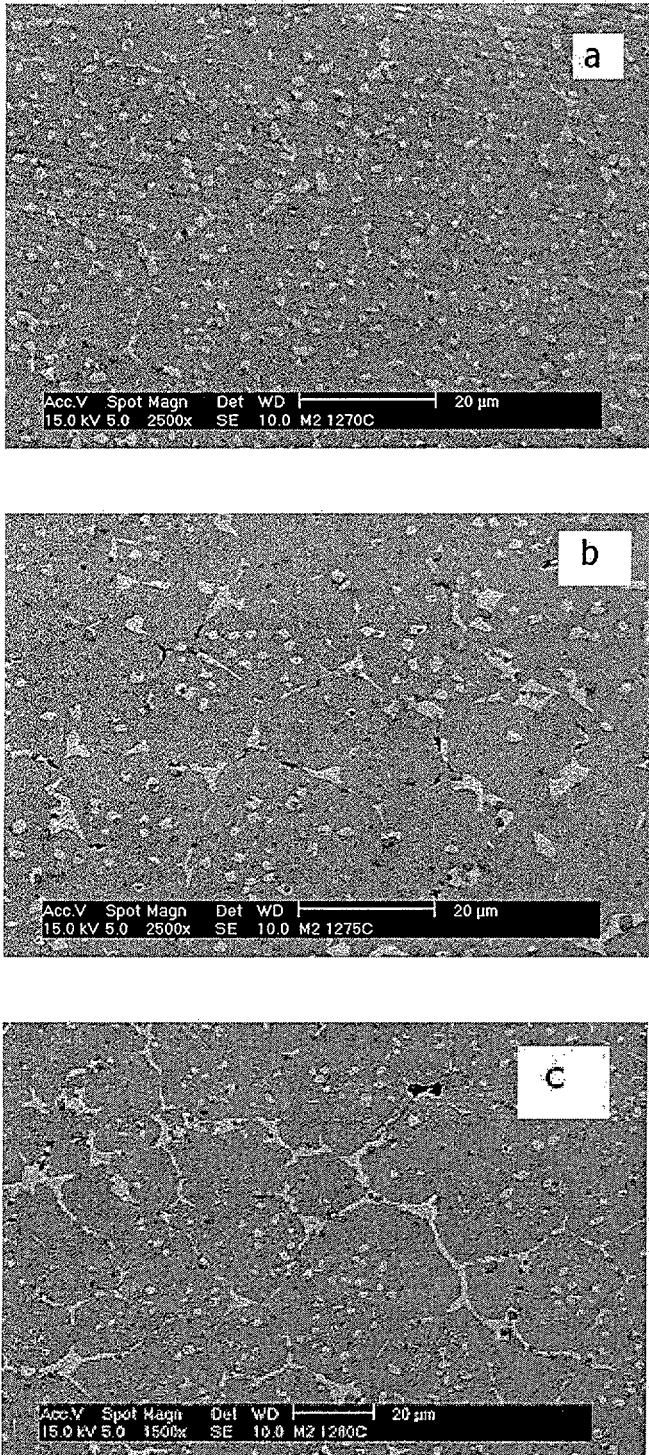 a
Acc.V Spot Magn Det WD 20 µm
15.0 kV 5.0 2500x SE 10.0 M2 1270C
b
Acc.V Spot Magn Det WD 20 µm
15.0 kV 5.0 2500x SE 10.0 M2 1275C
c
Acc.V Spot Magn Det WD 20 µm
15.0 kV 5.0 1500x SE 10.0 M2 1280C